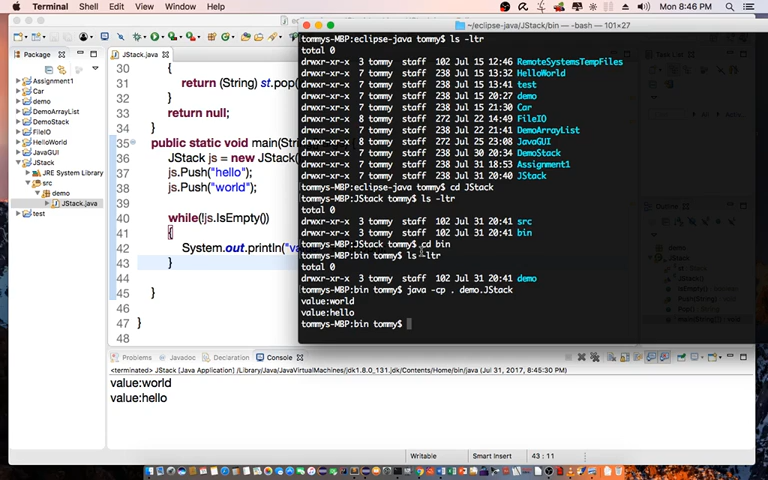 Terminal Shell Edit View Window Help
Mon 8:46 PM
~/eclipse-java/JStack/bin — -bash — 101×27
Package
JStack.java
Assignment1
Car
demo
DemoArrayList
DemoStack
FileIO
HelloWorld
JavaGUI
JStack
JRE System Library
src
demo
JStack.java
test
30 {
31 return (String) st.pop(
32 }
33 return null;
34 }
35 public static void main(Stri
36 JStack js = new JStack(
37 js.Push("hello");
38 js.Push("world");
39
40 while(!js.IsEmpty())
41 {
42 System.out.println("va
43 }
44
45 }
46
47 }
48
tommys-MBP:eclipse-java tommy$ ls -ltr
total 0
drwxr-xr-x 3 tommy staff 102 Jul 15 12:46 RemoteSystemsTempFiles
drwxr-xr-x 7 tommy staff 238 Jul 15 13:32 HelloWorld
drwxr-xr-x 7 tommy staff 238 Jul 15 13:32 test
drwxr-xr-x 7 tommy staff 238 Jul 15 20:27 demo
drwxr-xr-x 7 tommy staff 238 Jul 15 21:30 Car
drwxr-xr-x 8 tommy staff 272 Jul 22 14:49 FileIO
drwxr-xr-x 7 tommy staff 238 Jul 22 21:41 DemoArrayList
drwxr-xr-x 8 tommy staff 272 Jul 25 23:08 JavaGUI
drwxr-xr-x 7 tommy staff 238 Jul 30 20:34 DemoStack
drwxr-xr-x 7 tommy staff 238 Jul 31 18:53 Assignment1
drwxr-xr-x 7 tommy staff 238 Jul 31 20:40 JStack
tommys-MBP:eclipse-java tommy$ cd JStack
tommys-MBP:JStack tommy$ ls -ltr
total 0
drwxr-xr-x 3 tommy staff 102 Jul 31 20:41 src
drwxr-xr-x 3 tommy staff 102 Jul 31 20:41 bin
tommys-MBP:JStack tommy$ cd bin
tommys-MBP:bin tommy$ ls -ltr
total 0
drwxr-xr-x 3 tommy staff 102 Jul 31 20:41 demo
tommys-MBP:bin tommy$ java -cp . demo.JStack
value:world
value:hello
tommys-MBP:bin tommy$
Problems Javadoc Declaration Console
<terminated> JStack [Java Application] /Library/Java/JavaVirtualMachines/jdk1.8.0_131.jdk/Contents/Home/bin/java (Jul 31, 2017, 8:45:30 PM)
value:world
value:hello
Writable Smart Insert 43 : 11